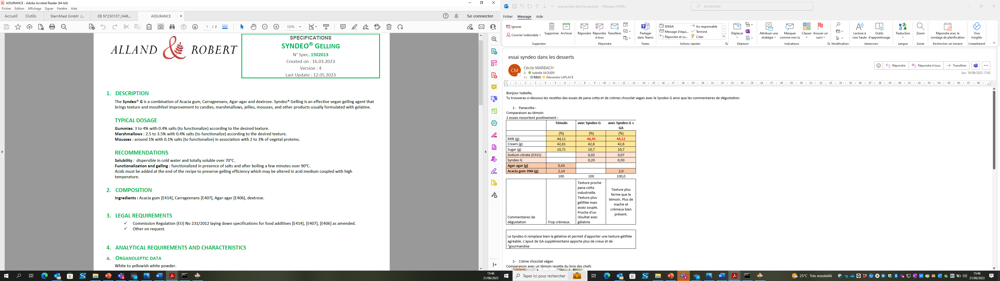 ASSURANCE - Adobe Acrobat Reader (64-bit)
Fichier Edition Affichage Signer Fenêtre Aide
Accueil Outils SternMaid GmbH /... DE N°230107_HAR... ASSURANCE × Se connecter
1 / 2 125%
ALLAND & ROBERT
SPECIFICATIONS
SYNDEO® GELLING
N° Spec. 1502013
Created on : 16.03.2023
Version : 4
Last Update : 12.05.2023
1. DESCRIPTION
The Syndeo® G is a combination of Acacia gum, Carrageenans, Agar-agar and dextrose. Syndeo® Gelling is an effective vegan gelling agent that
brings texture and mouthfeel improvement to candies, marshmallows, jellies, mousses, and other products usually formulated with gelatine.
TYPICAL DOSAGE
Gummies: 3 to 4% with 0.4% salts (to functionalize) according to the desired texture.
Marshmallows : 2.5 to 3.5% with 0.4% salts (to functionalize) according to the desired texture.
Mousses : around 1% with 0.1% salts (to functionalize) in association with 2 to 3% of vegetal proteins.
RECOMMENDATIONS
Solubility : dispersible in cold water and totally soluble over 70°C.
Functionalization and gelling : functionalized in presence of salts and after boiling a few minutes over 90°C.
Acids must be added at the end of the recipe to preserve gelling efficiency which may be altered in acid medium coupled with high
temperature.
2. COMPOSITION
Ingredients : Acacia gum [E414], Carrageenans [E407], Agar-agar [E406), dextrose.
3. LEGAL REQUIREMENTS
✓ Commission Regulation (EU) No 231/2012 laying down specifications for food additives [E414], [E407], [E406] as amended.
✓ Other on request.
4. ANALYTICAL REQUIREMENTS AND CHARACTERISTICS
a. ORGANOLEPTIC DATA
White to yellowish white powder.
15:46
21/06/2023
essai syndeo dans les desserts - Message (HTML)
Rechercher
Fichier Message Aide
Ignorer
Courrier indésirable
Supprimer Archiver
Supprimer
Répondre Répondre à tous Transférer
Répondre
Partager dans Teams
Teams
SNIAA Au responsable
Message d'équi... Terminé
Répondre et su... Créer
Actions rapides
Déplacer
Déplacer
Attribuer une stratégie Marquer comme non lu Classer Assurer un suivi
Indicateurs
Modification
Lecture à voix haute Outils d'apprentissage
Immersion
Traduction
Langue
Zoom
Zoom
Répondre avec le sondage de planification
Rechercher un horaire
Viva Insights
Complément
essai syndeo dans les desserts
CM Cécile MARBACH
À Isabelle JAOUEN
Cc R&D; Alexandra LAPLACE
Répondre Répondre à tous Transférer
lun. 19/06/2023 17:42
Bonjour Isabelle,
Tu trouveras ci-dessous les recettes des essais de pana cotta et de crèmes chocolat vegan avec le Syndeo G ainsi que les commentaires de dégustation.
1- Panacotta :
Comparaison au témoin
2 essais ressortent positivement :
Témoin avec Syndeo G avec Syndeo G + GA
(%) (%) (%)
Milk (g) 44,11 46,45 44,12
Cream (g) 42,61 42,6 42,6
Sugar (g) 10,71 10,7 10,7
Sodium citrate (E331) 0,03 0,07
Syndeo G 0,20 0,50
Agar-agar (g) 0,43
Acacia gum 396I (g) 2,14 2,0
100 100 100,0
Commentaires de dégustation
Trop crémeux.
Texture proche
pana cotta
industrielle.
Texture plus
gélifiée mais
assez souple.
Proche d'un
résultat avec
gélatine
Texture plus
ferme que le
témoin. Plus de
mache et
crémeux bien
présent.
Le Syndeo G remplace bien la gélatine et permet d'apporter une texture gélifiée
agréable. L'ajout de GA supplémentaire apporte plus de creux et de
"gourmandise
2- Crème chocolat végan
Comparaison avec un témoin recette du livre des chefs
Taper ici pour rechercher
25°C Très ensoleillé
15:46
21/06/2023